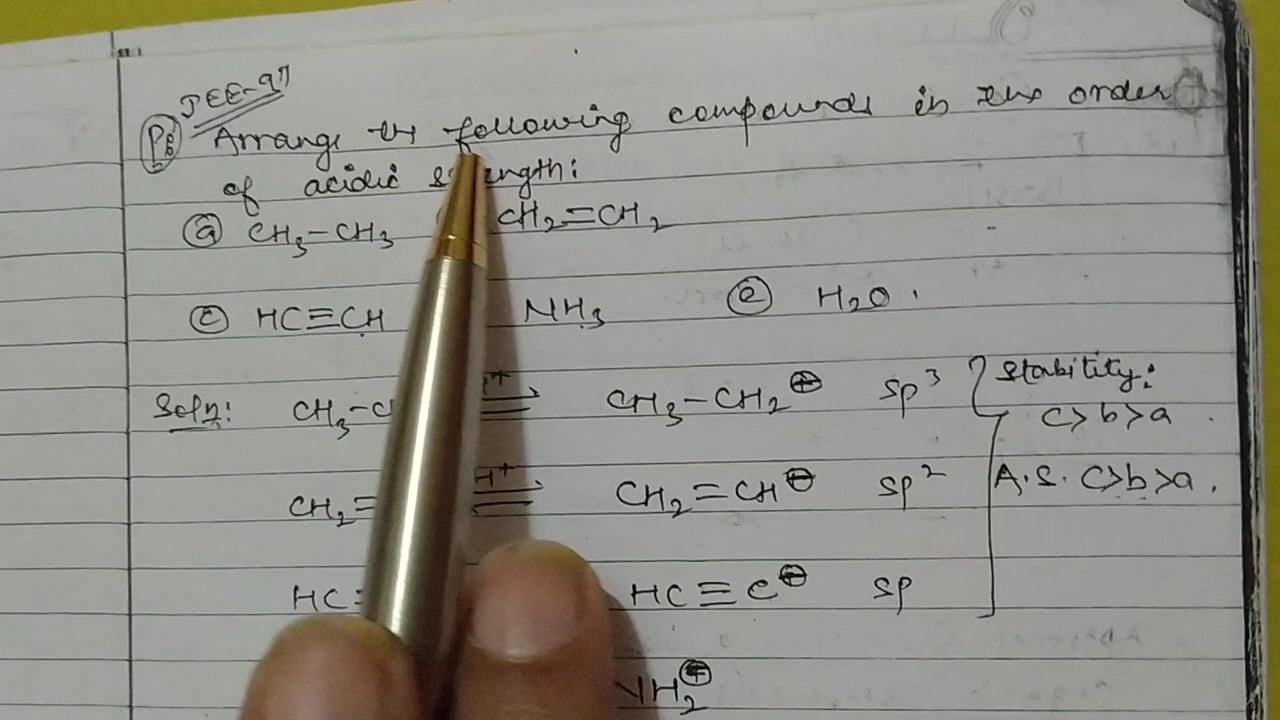 JEE-97
P6 Arrange the following compounds in the order
of acidic strength:
ⓐ CH₃-CH₃ CH₂=CH₂
ⓒ HC≡CH NH₃ ⓔ H₂O.
Soln: CH₃-C H⁺ ⇌ CH₃-CH₂⊕ sp³ Stability:
C>b>a.
CH₂= H⁺ ⇌ CH₂=CH⊖ sp² A.S. C>b>a.
HC≡ HC≡C⊖ sp
NH₂⊕